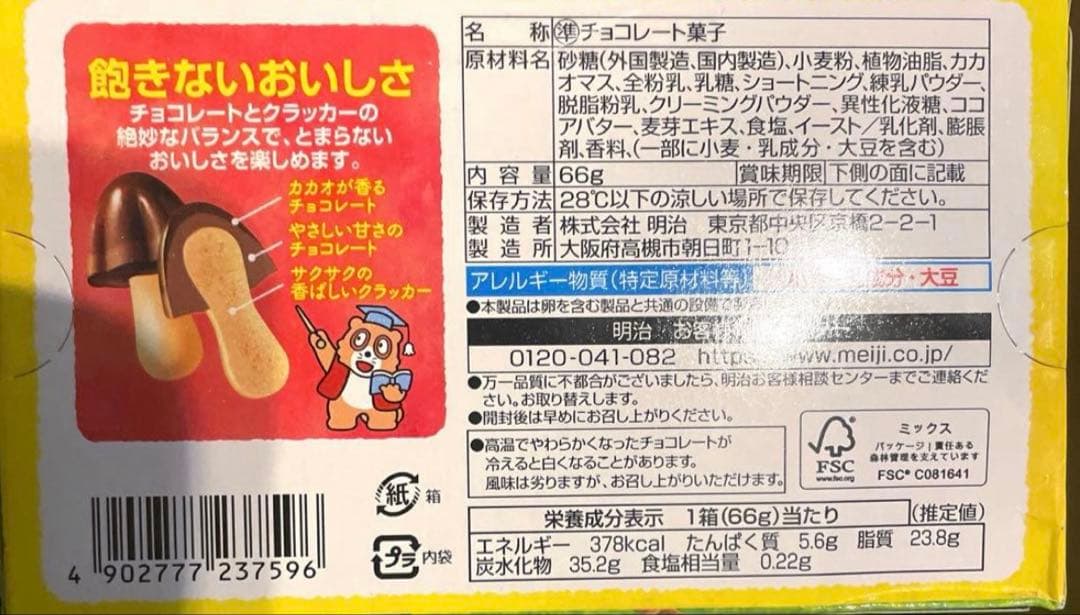 飽きないおいしさ
チョコレートとクラッカーの
絶妙なバランスで、とまらない
おいしさを楽しめます。
カカオが香る
チョコレート
やさしい甘さの
チョコレート
サクサクの
香ばしいクラッカー
4 902777 237596
紙 箱
プラ 内袋
名称 準チョコレート菓子
原材料名 砂糖(外国製造、国内製造)、小麦粉、植物油脂、カカ
オマス、全粉乳、乳糖、ショートニング、練乳パウダー、
脱脂粉乳、クリーミングパウダー、異性化液糖、ココ
アバター、麦芽エキス、食塩、イースト/乳化剤、膨脹
剤、香料、(一部に小麦・乳成分・大豆を含む)
内容量 66g 賞味期限 下側の面に記載
保存方法 28℃以下の涼しい場所で保存してください。
製造者 株式会社 明治 東京都中央区京橋2-2-1
製造所 大阪府高槻市朝日町1-10
アレルギー物質(特定原材料等) 成分・大豆
●本製品は卵を含む製品と共通の設備で
明治 お客
0120-041-082 https www.meiji.co.jp/
●万一品質に不都合がございましたら、明治お客様相談センターまでご連絡くだ
さい。お取り替えします。
●開封後は早めにお召し上がりください。
●高温でやわらかくなったチョコレートが
冷えると白くなることがあります。
風味は劣りますが、お召し上がりいただけます。
FSC
www.fsc.org
ミックス
パッケージ|責任ある
森林管理を支えています
FSC® C081641
栄養成分表示 1箱(66g)当たり (推定値)
エネルギー 378kcal たんぱく質 5.6g 脂質 23.8g
炭水化物 35.2g 食塩相当量 0.22g